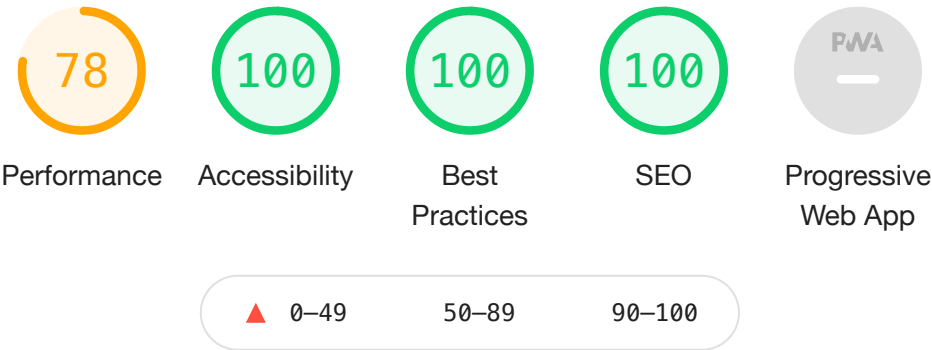 78 100 100 100 PWA
Performance Accessibility Best SEO Progressive
Practices Web App
0–49 50–89 90–100